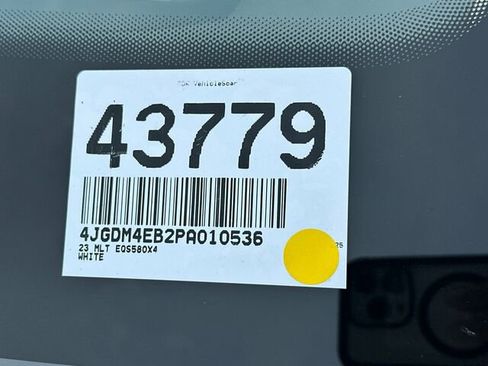 43779
4JGDM4EB2PA010536
23 MLT EQS580X4
WHITE